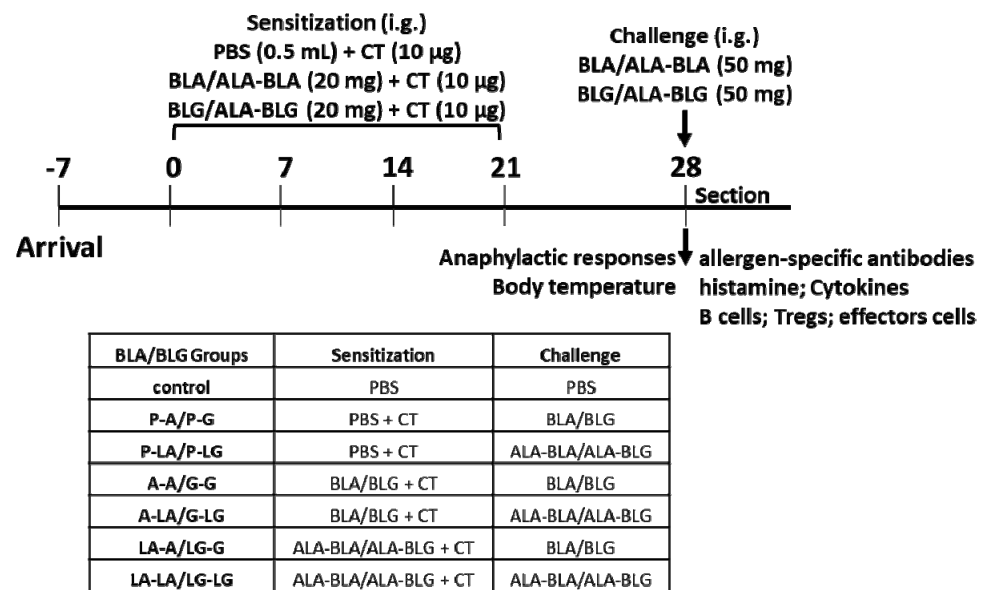 Sensitization (i.g.)
PBS (0.5 mL) + CT (10 µg)
BLA/ALA-BLA (20 mg) + CT (10 µg)
BLG/ALA-BLG (20 mg) + CT (10 µg)
Challenge (i.g.)
BLA/ALA-BLA (50 mg)
BLG/ALA-BLG (50 mg)
-7 0 7 14 21 28
Section
Arrival
Anaphylactic responses
Body temperature
allergen-specific antibodies
histamine; Cytokines
B cells; Tregs; effectors cells
BLA/BLG Groups Sensitization Challenge
control PBS PBS
P-A/P-G PBS + CT BLA/BLG
P-LA/P-LG PBS + CT ALA-BLA/ALA-BLG
A-A/G-G BLA/BLG + CT BLA/BLG
A-LA/G-LG BLA/BLG + CT ALA-BLA/ALA-BLG
LA-A/LG-G ALA-BLA/ALA-BLG + CT BLA/BLG
LA-LA/LG-LG ALA-BLA/ALA-BLG + CT ALA-BLA/ALA-BLG